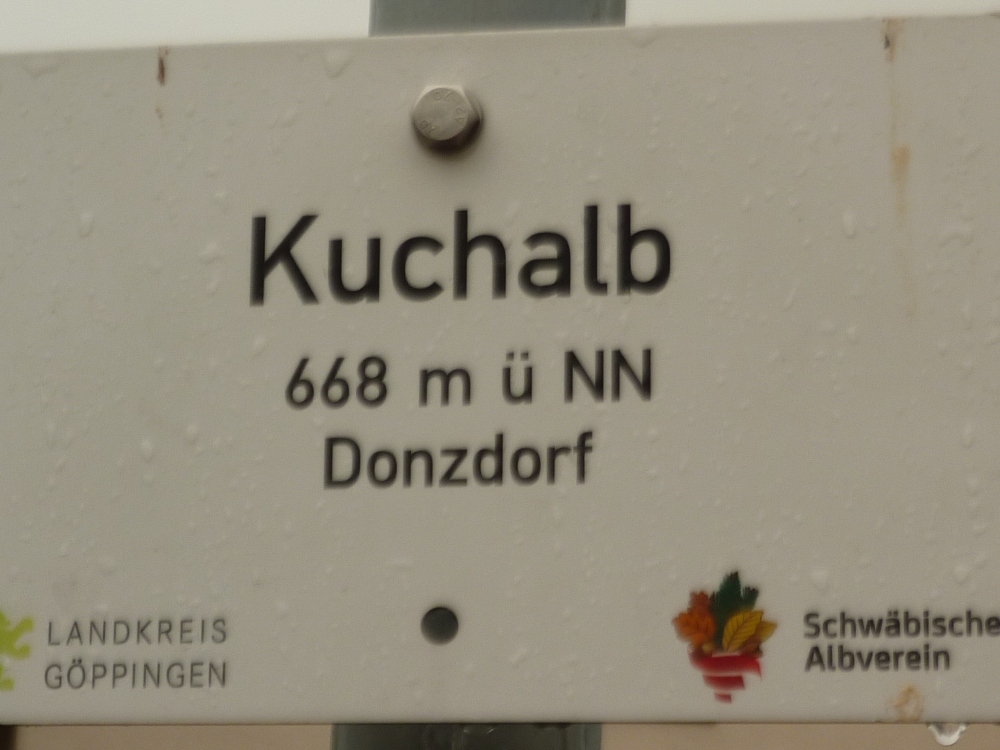 Kuchalb
668 m ü NN
Donzdorf
LANDKREIS
GÖPPINGEN
Schwäbische
Albverein